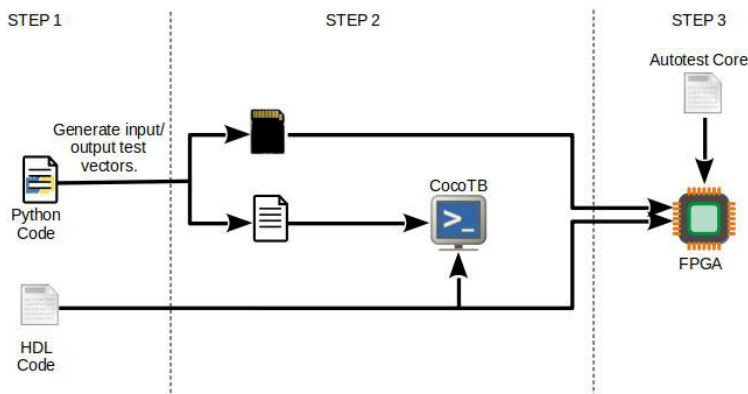 STEP 1
STEP 2
STEP 3
Autotest Core
Generate input/
output test
vectors.
CocoTB
>_
Python
Code
FPGA
HDL
Code